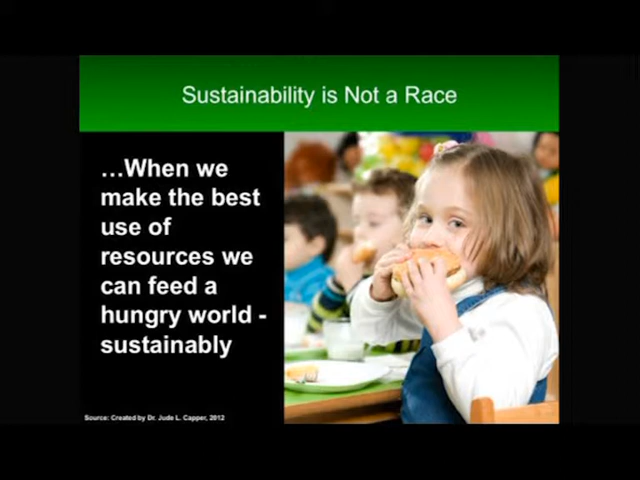 Sustainability is Not a Race
…When we
make the best
use of
resources we
can feed a
hungry world -
sustainably
Source: Created by Dr. Jude L. Capper, 2012